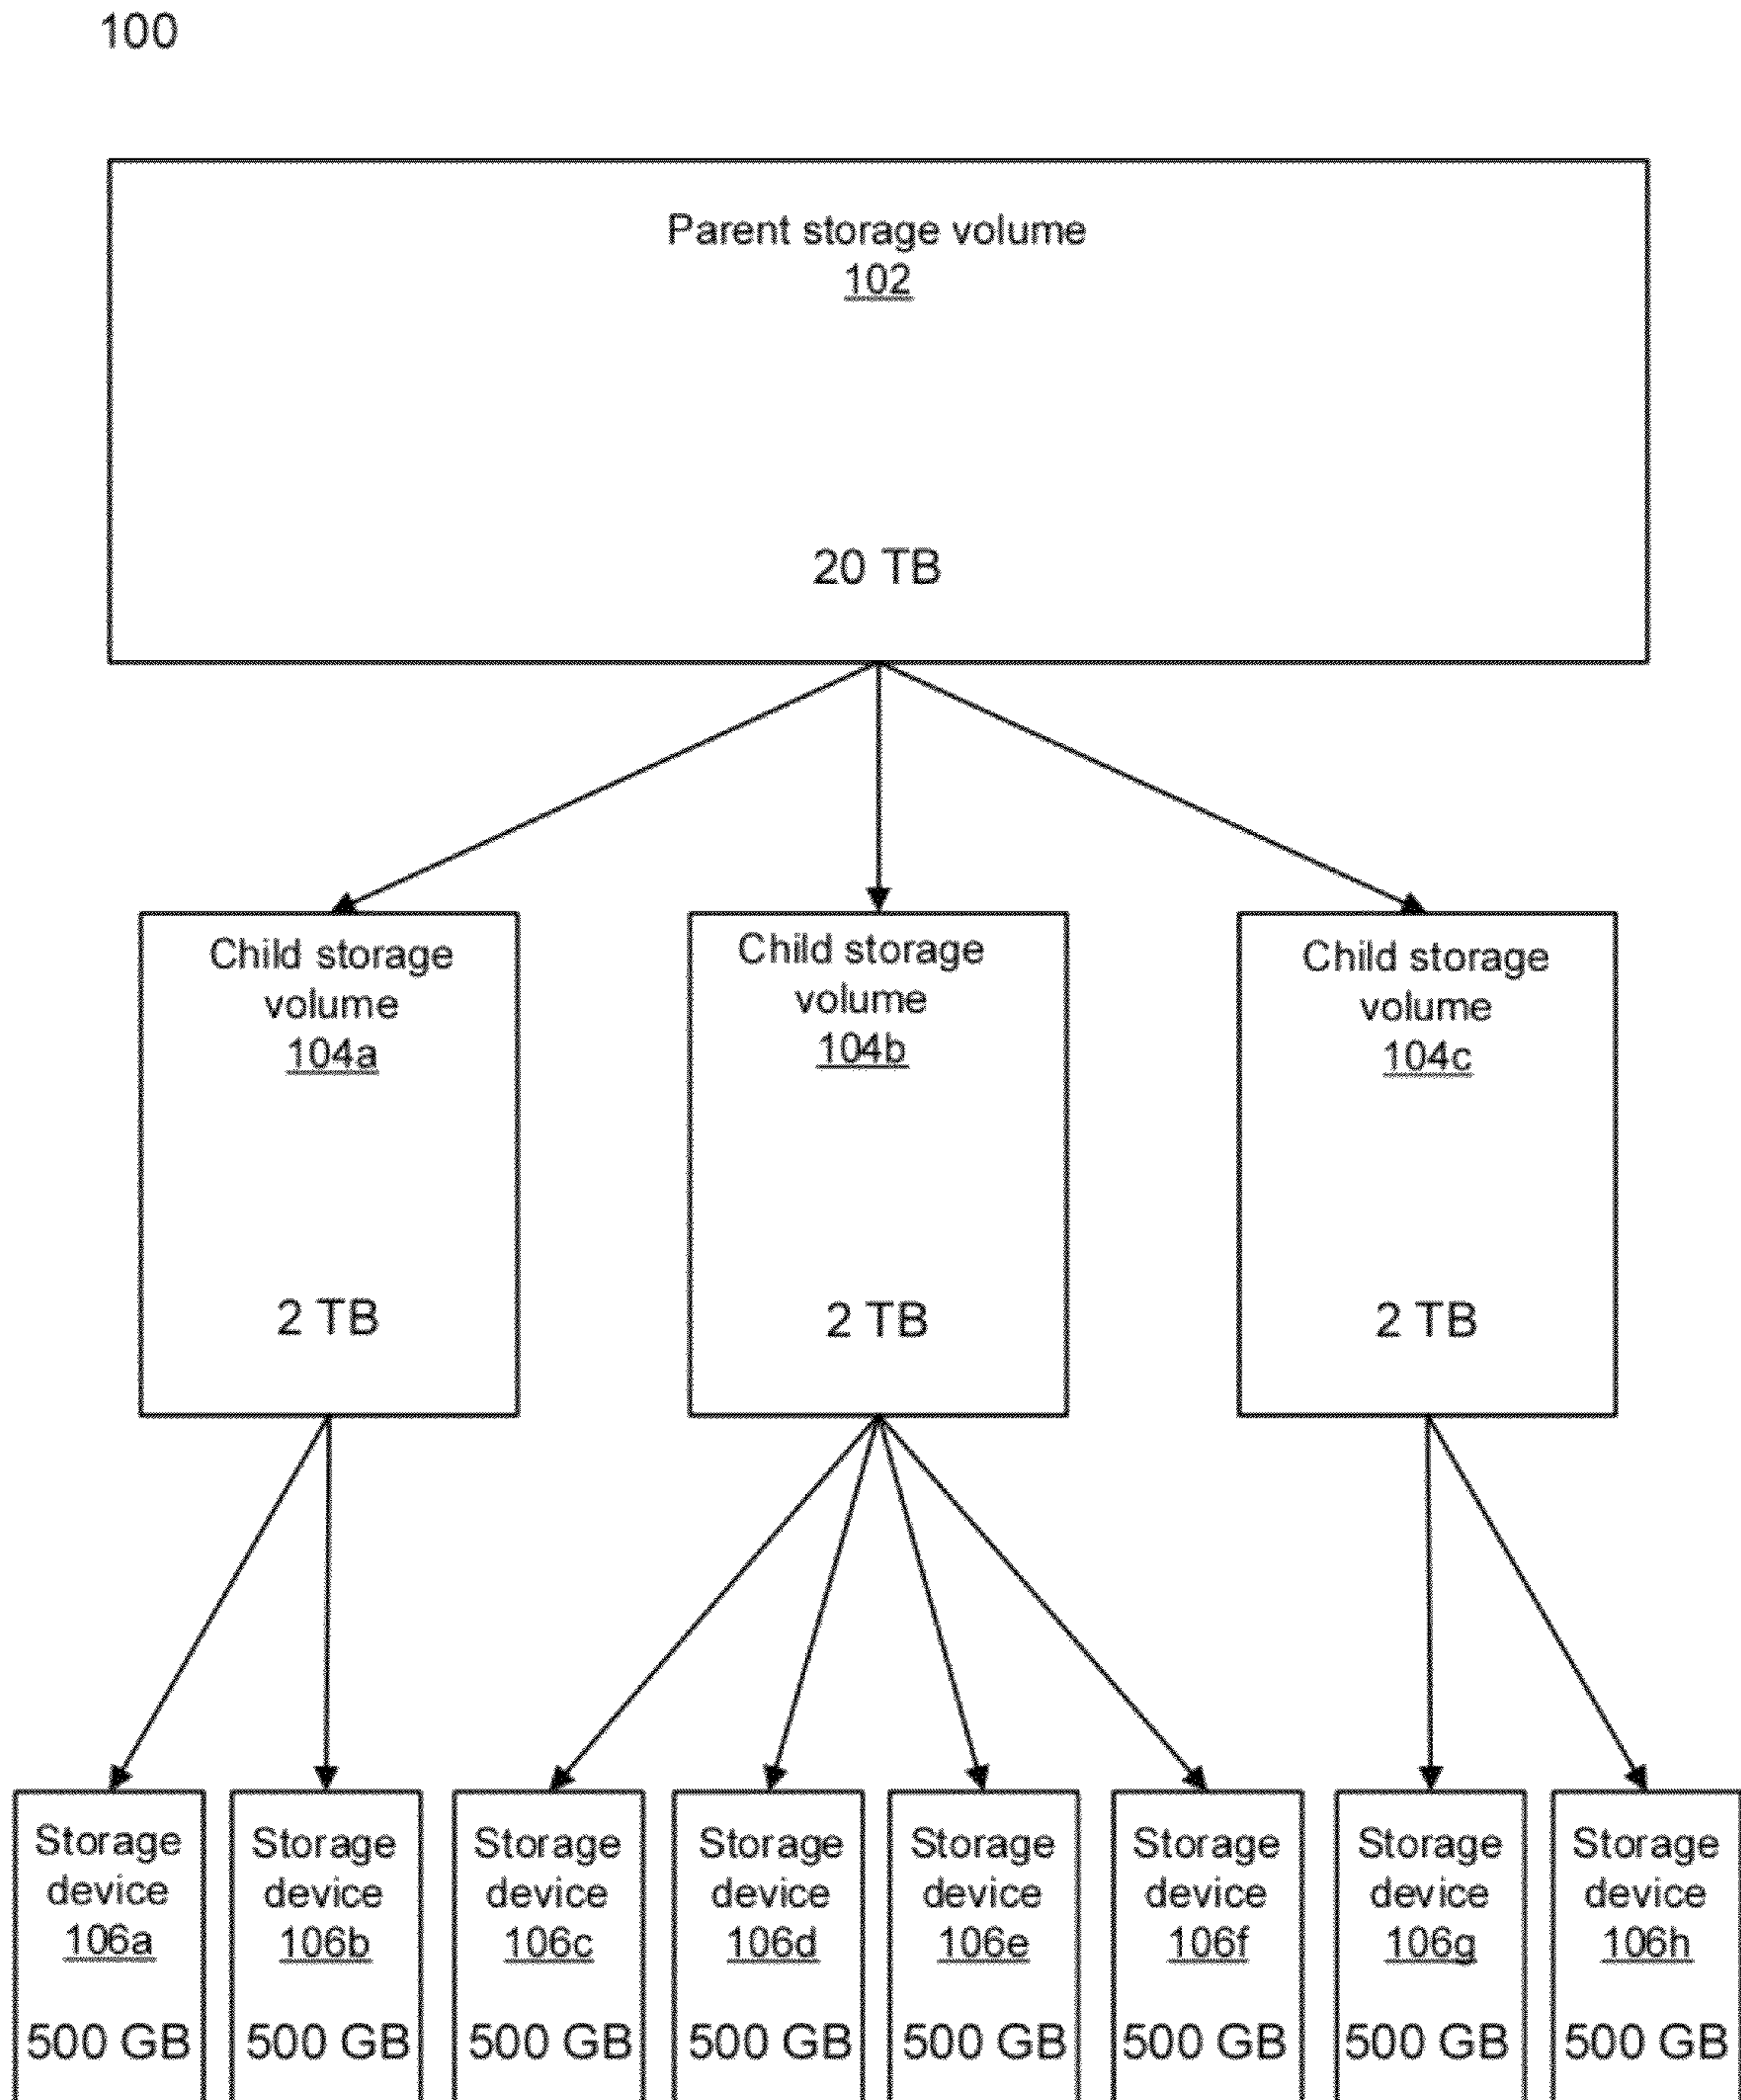 100
Parent storage volume
102
20 TB
Child storage
volume
104a
2 TB
Child storage
volume
104b
2 TB
Child storage
volume
104c
2 TB
Storage
device
106a
500 GB
Storage
device
106b
500 GB
Storage
device
106c
500 GB
Storage
device
106d
500 GB
Storage
device
106e
500 GB
Storage
device
106f
500 GB
Storage
device
106g
500 GB
Storage
device
106h
500 GB